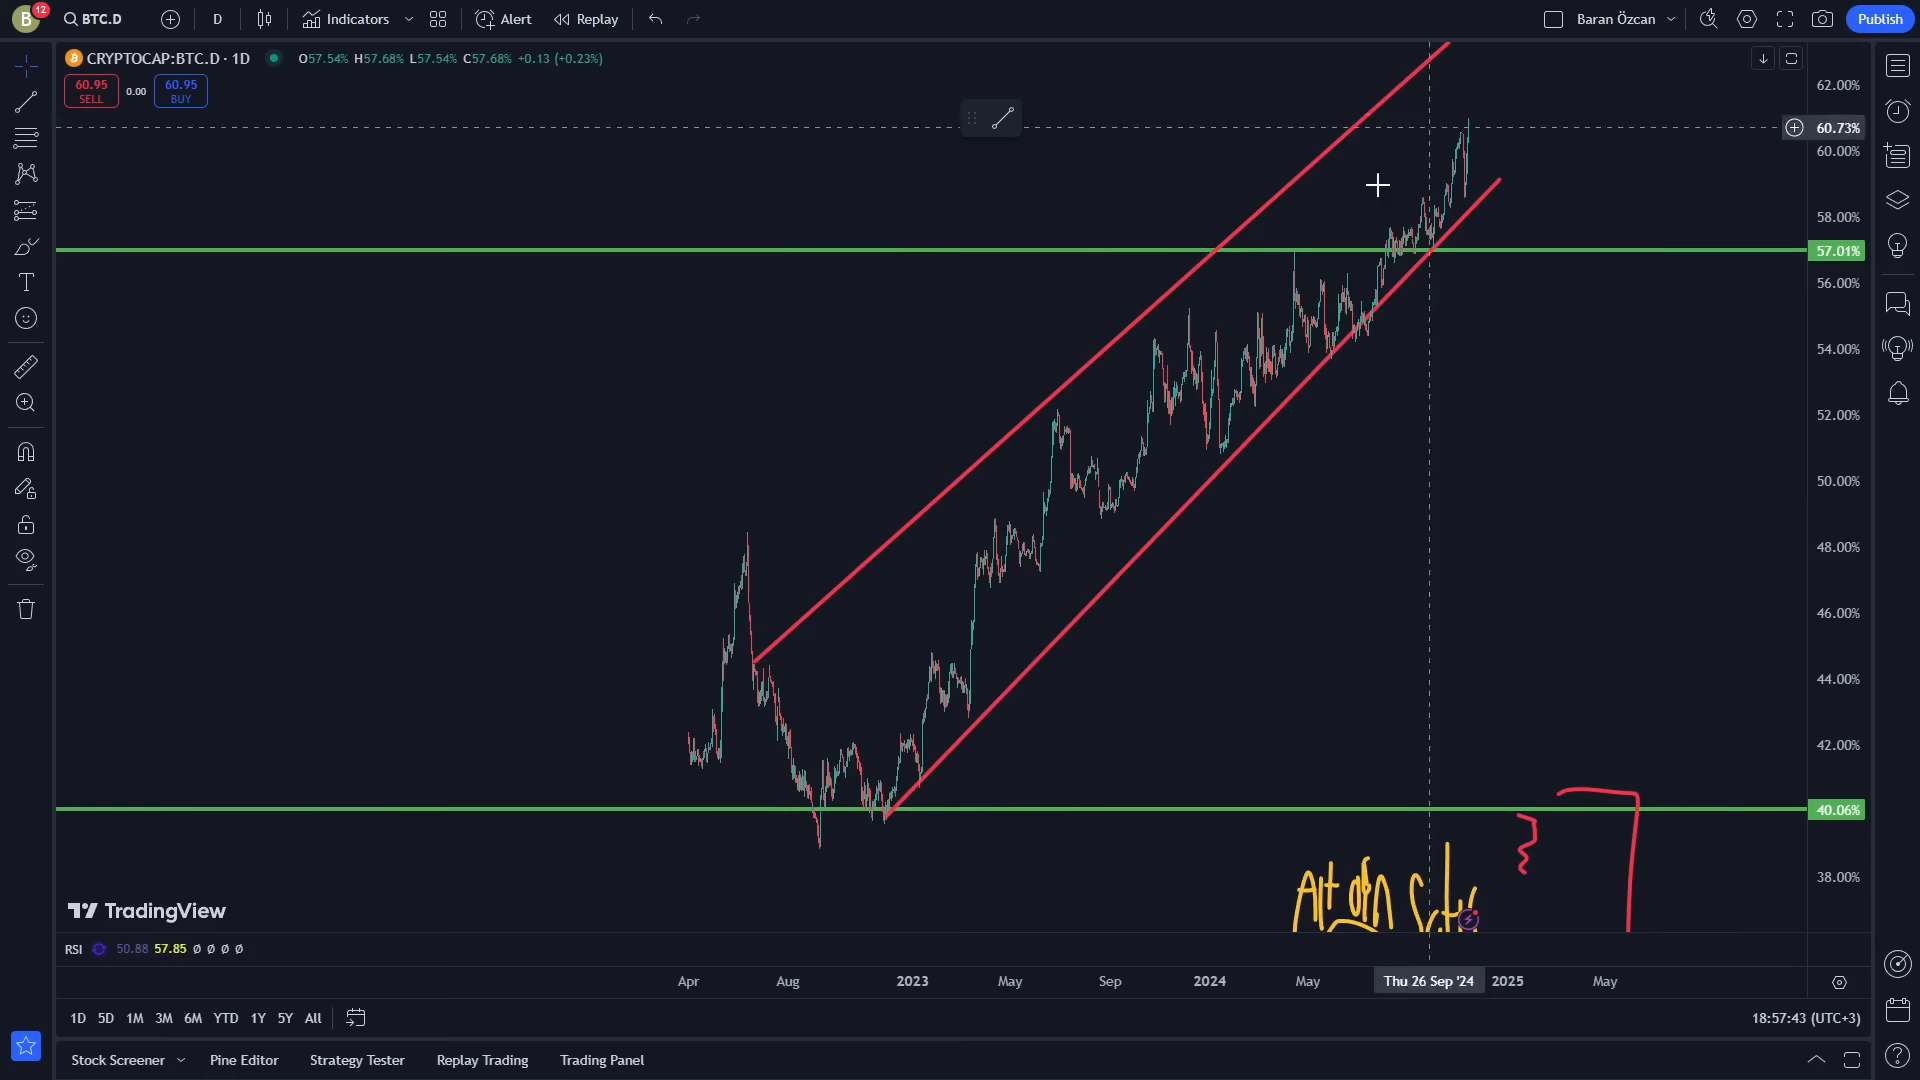 B 12 BTC.D D Indicators Alert Replay Baran Özcan Publish
CRYPTOCAP:BTC.D · 1D O57.54% H57.68% L57.54% C57.68% +0.13 (+0.23%)
60.95 SELL 0.00 60.95 BUY
62.00%
60.73%
60.00%
58.00%
57.01%
56.00%
54.00%
52.00%
50.00%
48.00%
46.00%
44.00%
42.00%
40.06%
38.00%
TradingView
RSI 50.88 57.85 ∅ ∅ ∅ ∅
Apr Aug 2023 May Sep 2024 May Thu 26 Sep '24 2025 May
1D 5D 1M 3M 6M YTD 1Y 5Y All 18:57:43 (UTC+3)
Stock Screener Pine Editor Strategy Tester Replay Trading Trading Panel